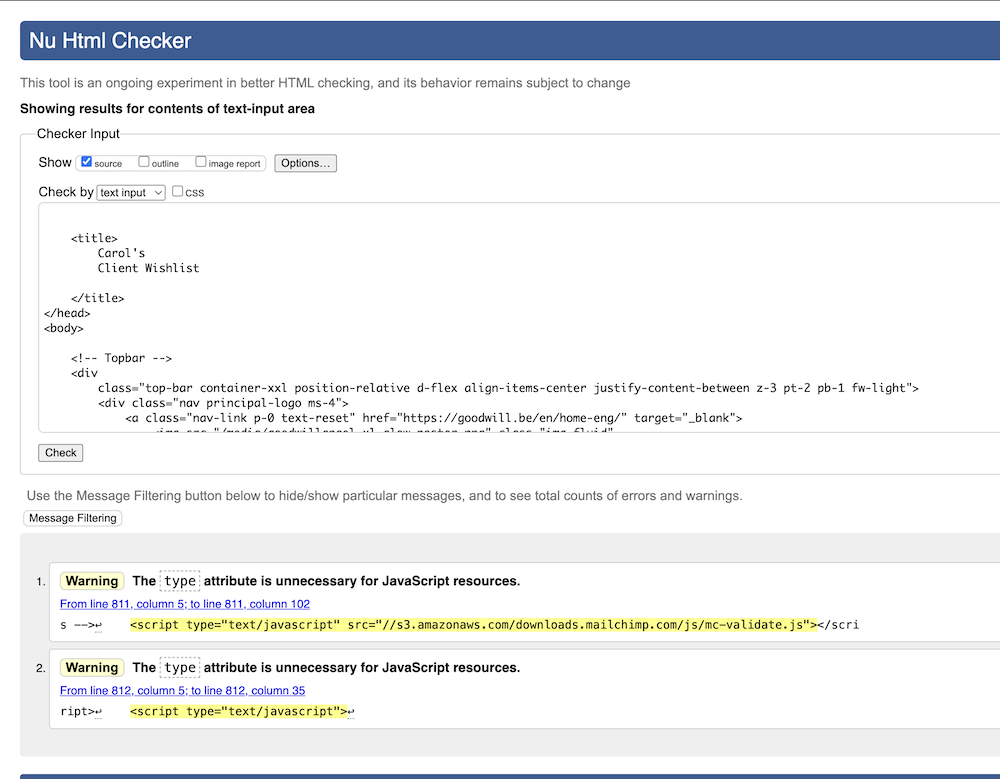 Nu Html Checker
This tool is an ongoing experiment in better HTML checking, and its behavior remains subject to change
Showing results for contents of text-input area
Checker Input
Show source outline image report Options...
Check by text input css
<title>
Carol's
Client Wishlist
</title>
</head>
<body>
<!-- Topbar -->
<div
class="top-bar container-xxl position-relative d-flex align-items-center justify-content-between z-3 pt-2 pb-1 fw-light">
<div class="nav principal-logo ms-4">
<a class="nav-link p-0 text-reset" href="https://goodwill.be/en/home-eng/" target="_blank">
Check
Use the Message Filtering button below to hide/show particular messages, and to see total counts of errors and warnings.
Message Filtering
1. Warning The type attribute is unnecessary for JavaScript resources.
From line 811, column 5; to line 811, column 102
s -->↩ <script type="text/javascript" src="//s3.amazonaws.com/downloads.mailchimp.com/js/mc-validate.js"></scri
2. Warning The type attribute is unnecessary for JavaScript resources.
From line 812, column 5; to line 812, column 35
ript>↩ <script type="text/javascript">↩